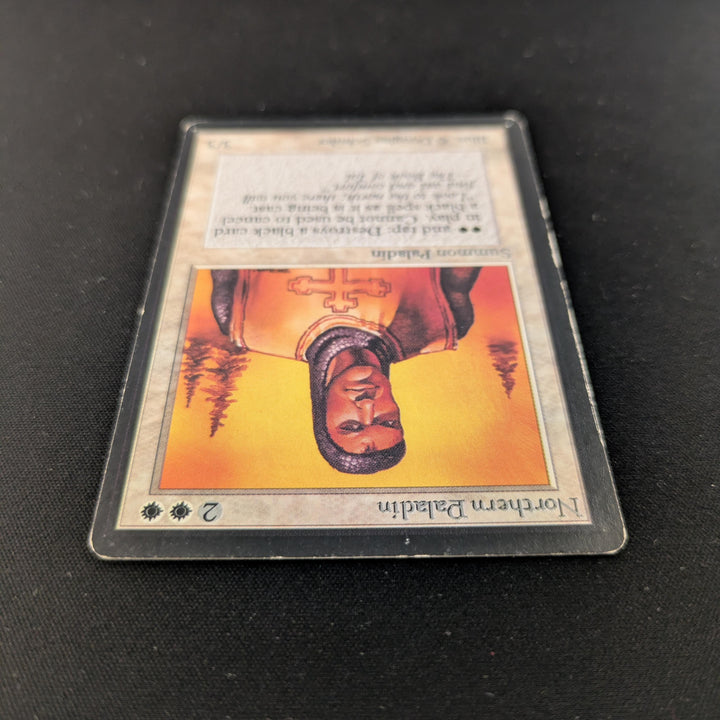 Northern Paladin 2
Summon Paladin
and tap: Destroys a black card
in play. Cannot be used to cancel
a black spell as it is being cast.
"Look to the north; there you will
find aid and comfort."
—The Book of Tal
Illus. © Douglas Schuler 3/3